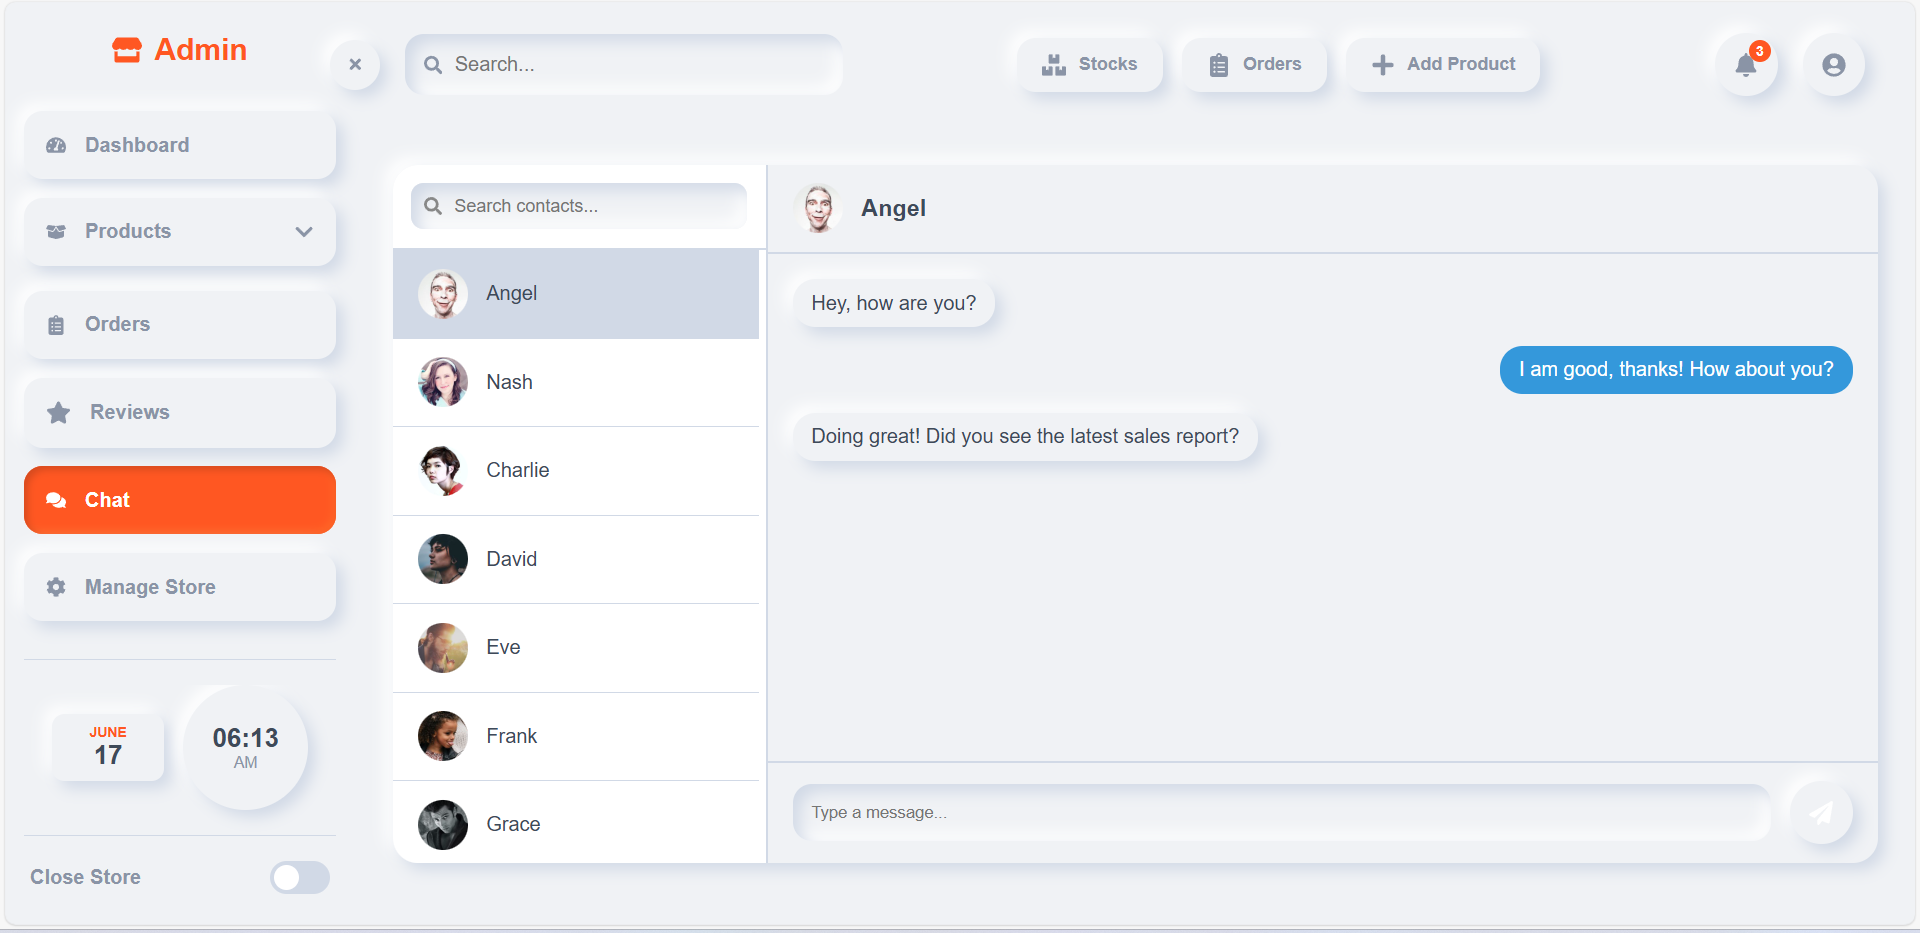 Admin
Search...
Stocks
Orders
Add Product
3
Dashboard
Products
Orders
Reviews
Chat
Manage Store
JUNE
17
06:13
AM
Close Store
Search contacts...
Angel
Nash
Charlie
David
Eve
Frank
Grace
Angel
Hey, how are you?
I am good, thanks! How about you?
Doing great! Did you see the latest sales report?
Type a message...